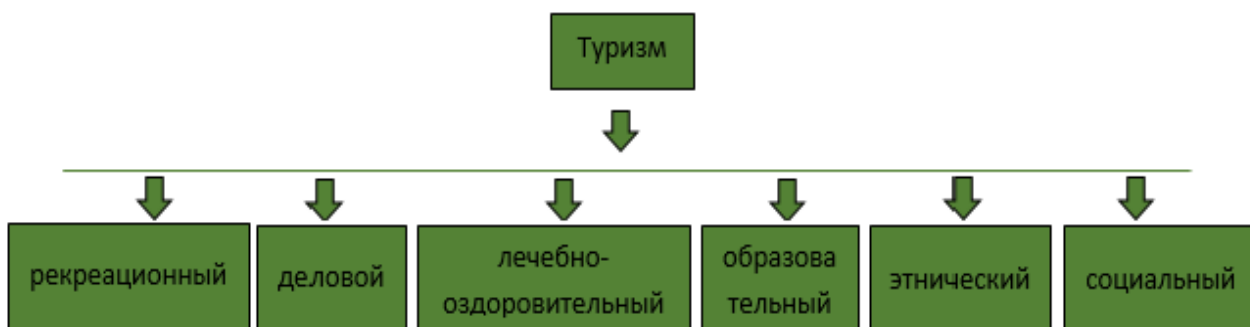 Туризм
рекреационный
деловой
лечебно-
оздоровительный
образова
тельный
этнический
социальный